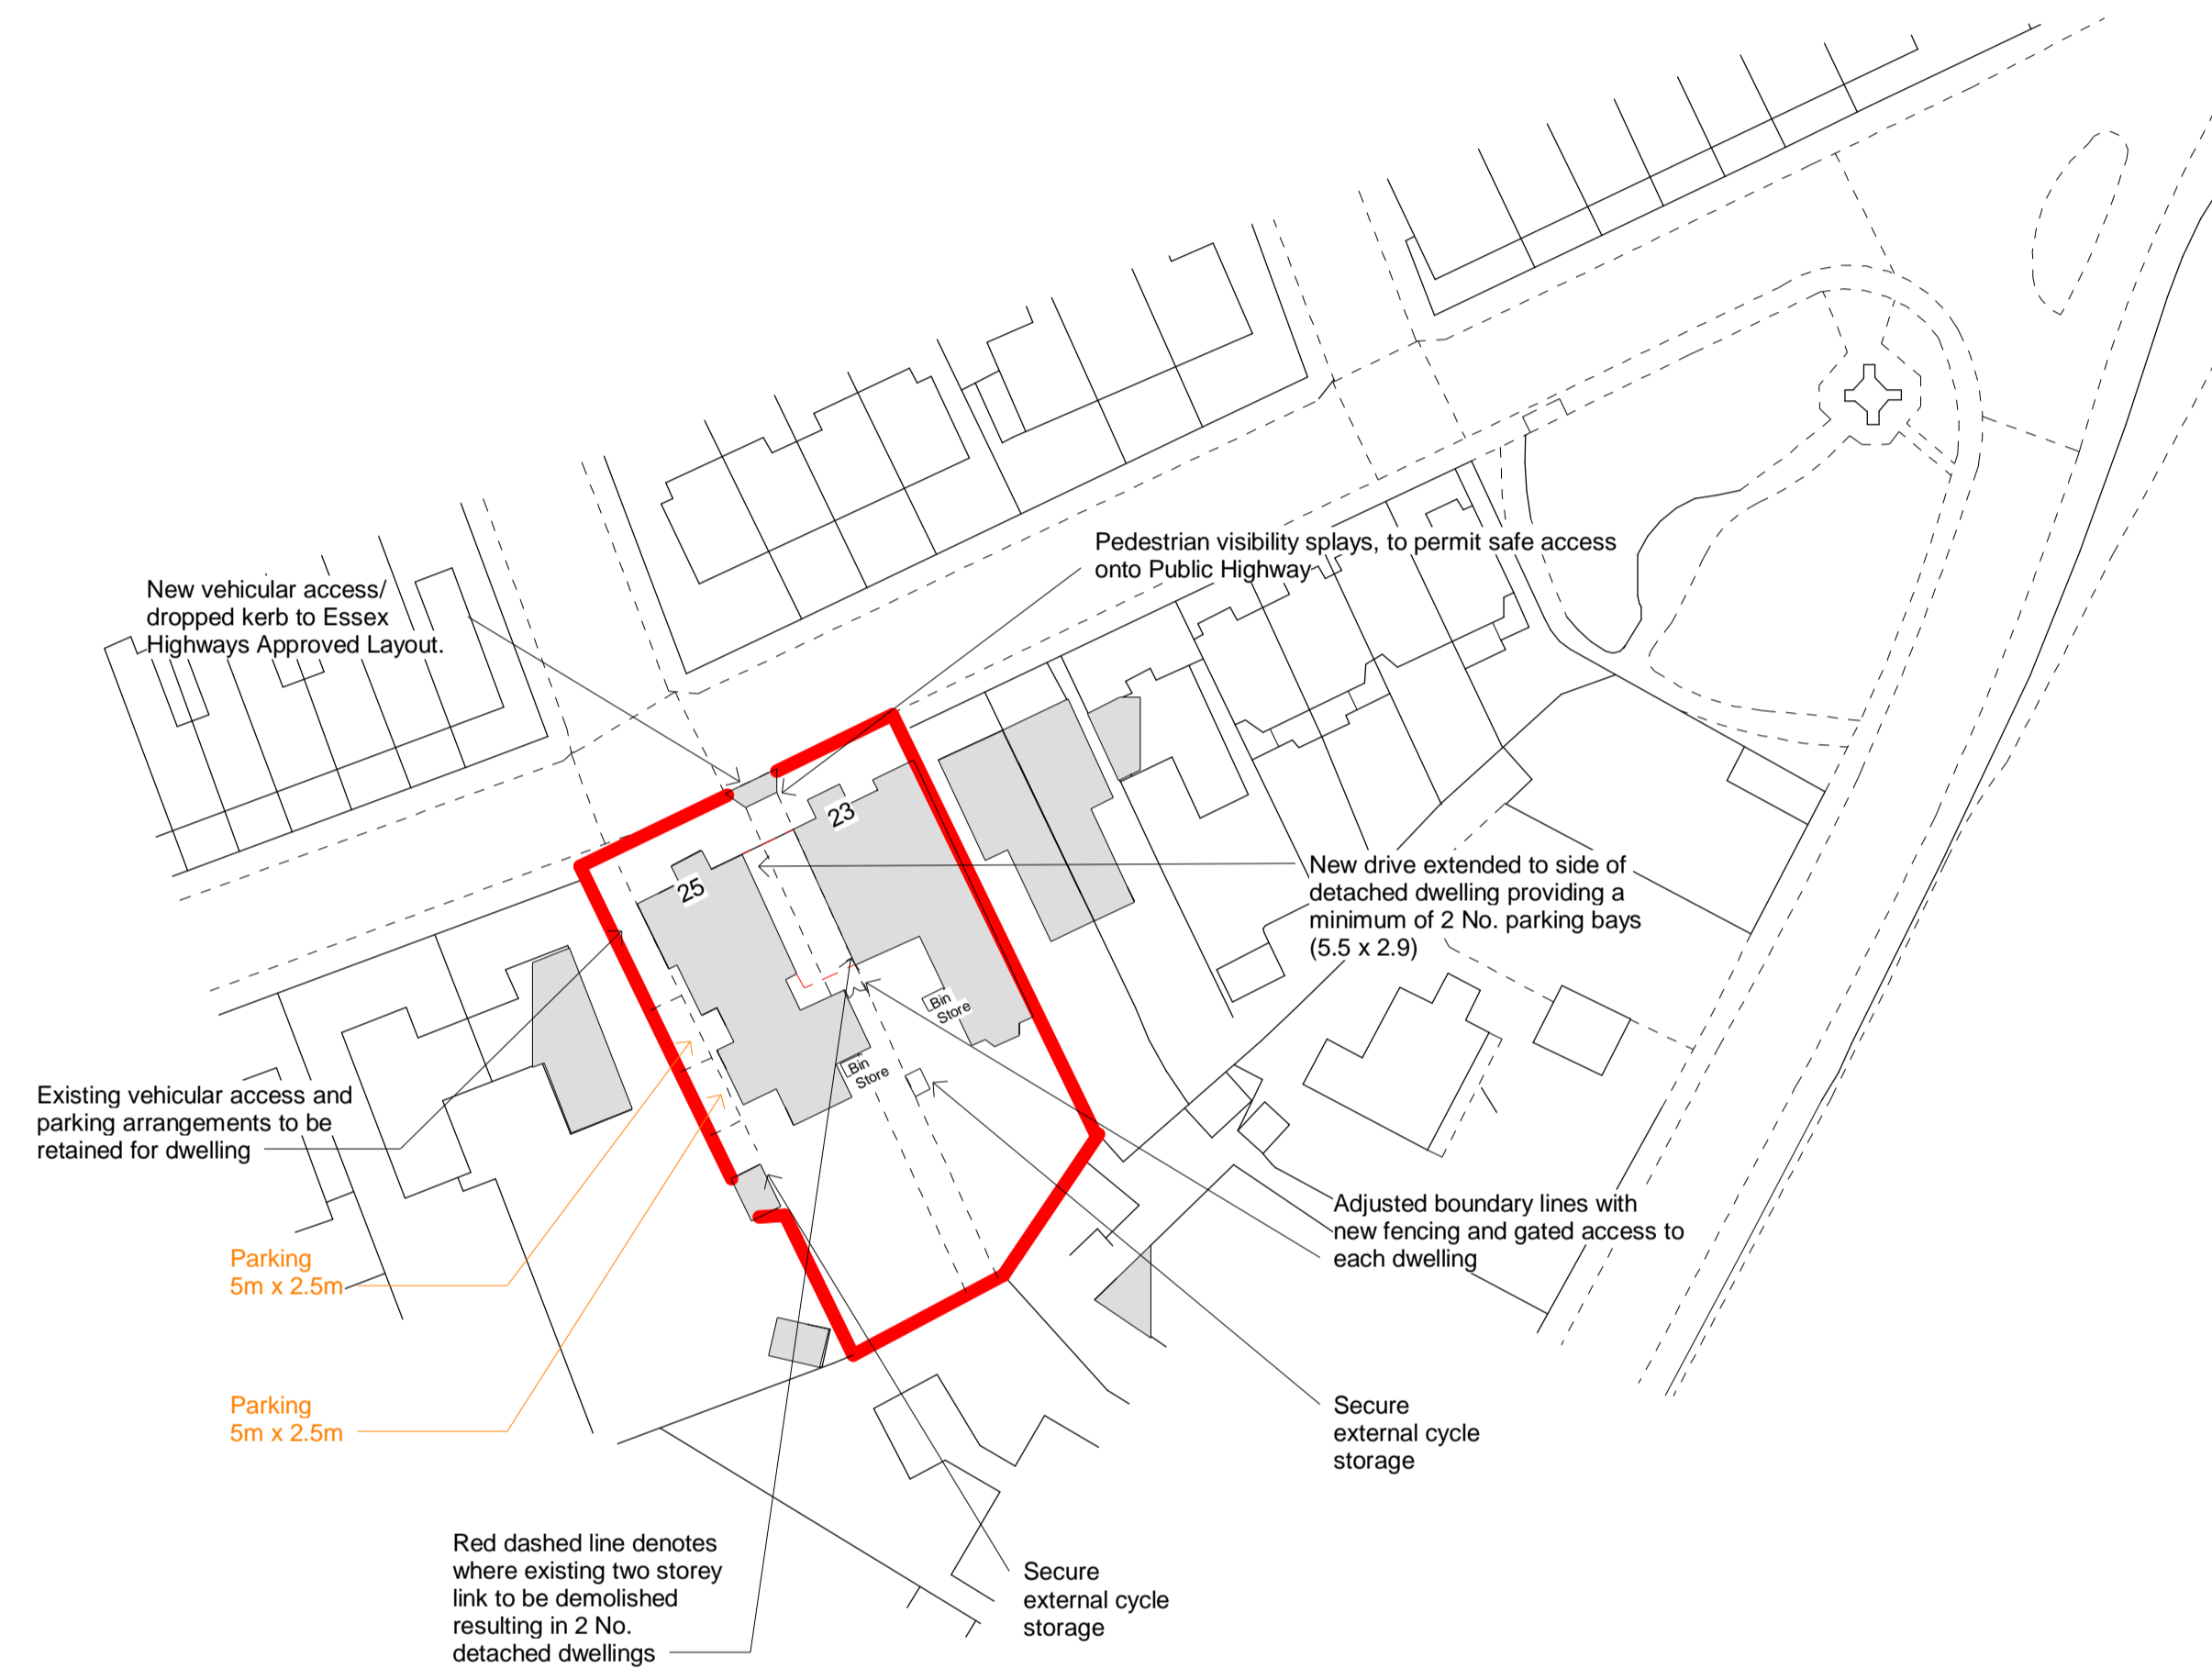 Pedestrian visibility splays, to permit safe access
onto Public Highway
New vehicular access/
dropped kerb to Essex
Highways Approved Layout.
23
25
New drive extended to side of
detached dwelling providing a
minimum of 2 No. parking bays
(5.5 x 2.9)
Bin
Store
Bin
Store
Existing vehicular access and
parking arrangements to be
retained for dwelling
Adjusted boundary lines with
new fencing and gated access to
each dwelling
Parking
5m x 2.5m
Parking
5m x 2.5m
Secure
external cycle
storage
Red dashed line denotes
where existing two storey
link to be demolished
resulting in 2 No.
detached dwellings
Secure
external cycle
storage